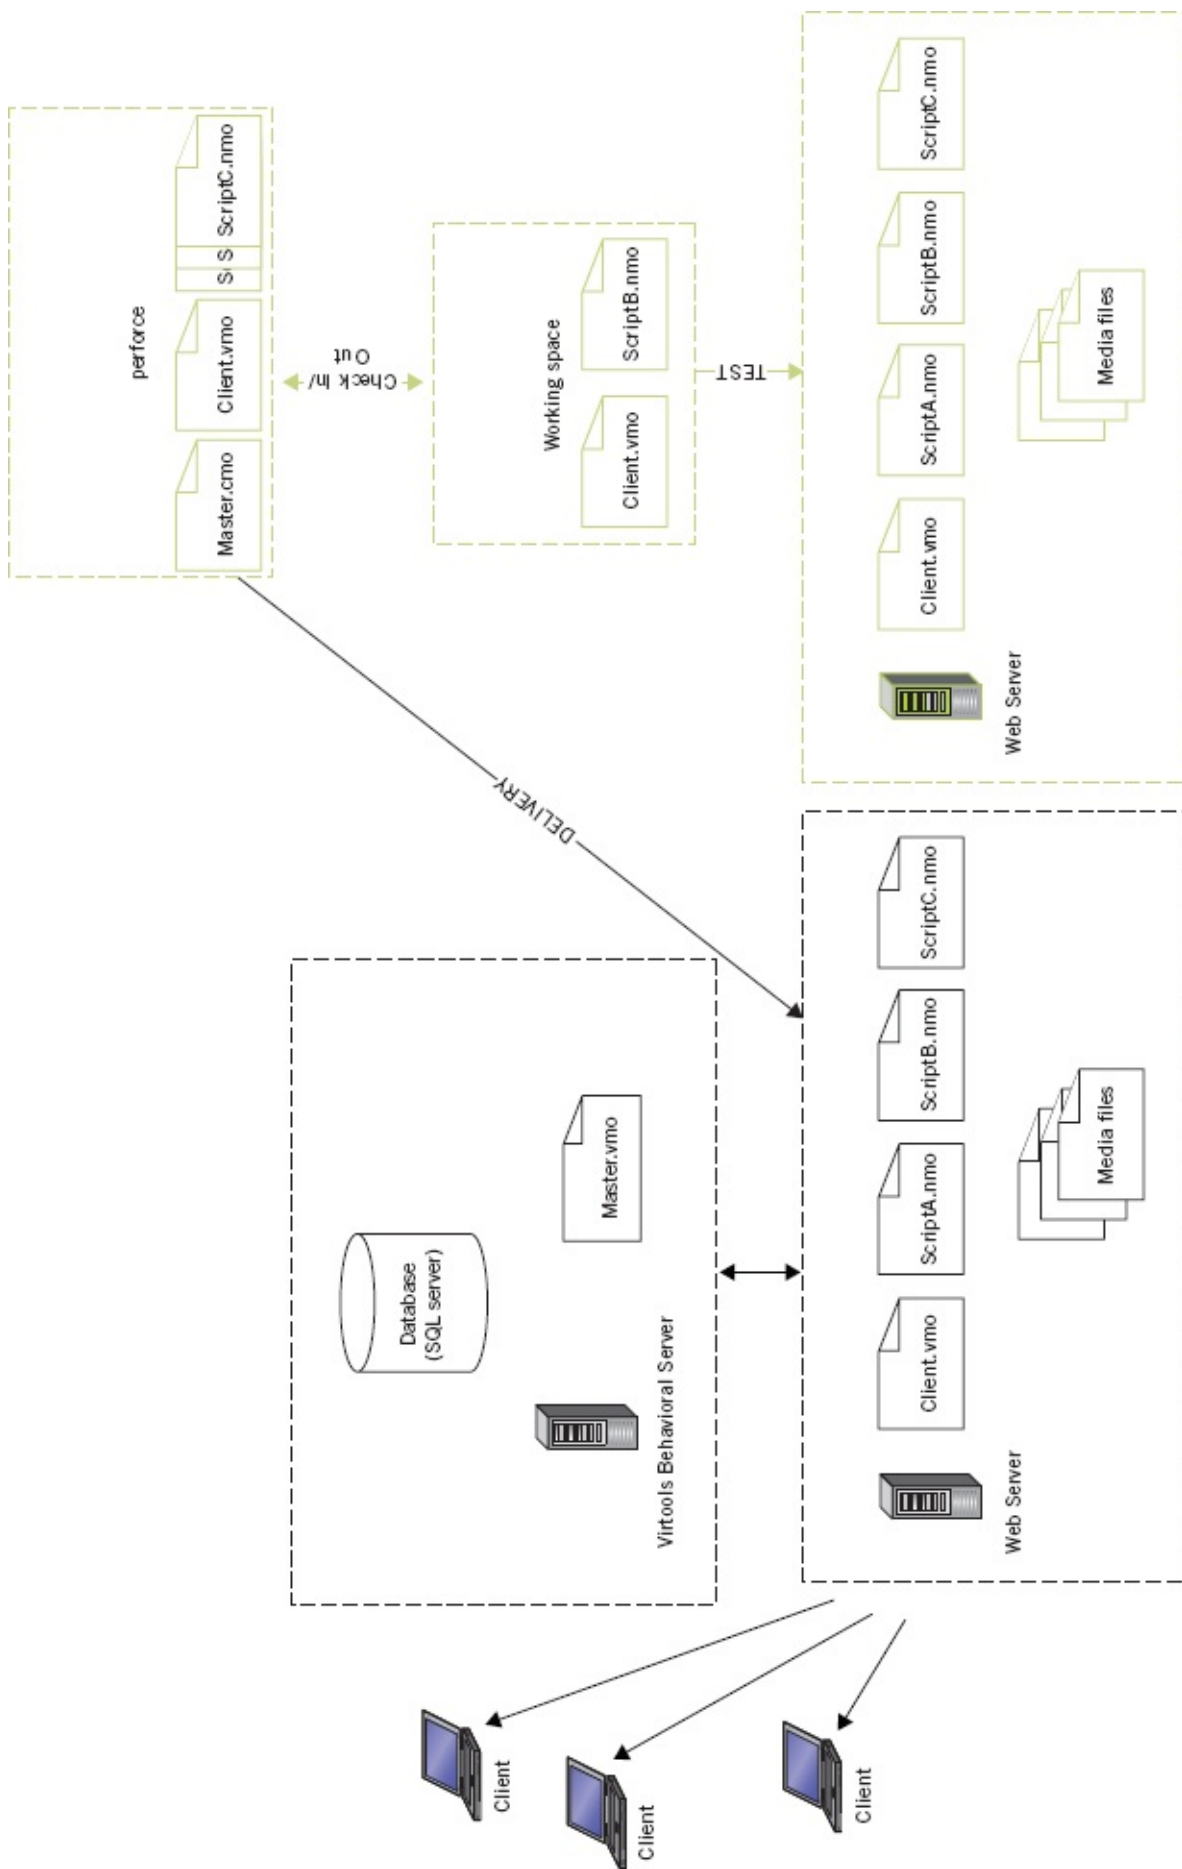 perforce
Master.cmo
Client.vmo
S
S
ScriptC.nmo
Check In/
Out
Working space
Client.vmo
ScriptB.nmo
TEST
DELIVERY
Database
(SQL server)
Master.vmo
Virtools Behavioral Server
Client
Client
Client
Client.vmo
ScriptA.nmo
ScriptB.nmo
ScriptC.nmo
Web Server
Media files
Client.vmo
ScriptA.nmo
ScriptB.nmo
ScriptC.nmo
Web Server
Media files